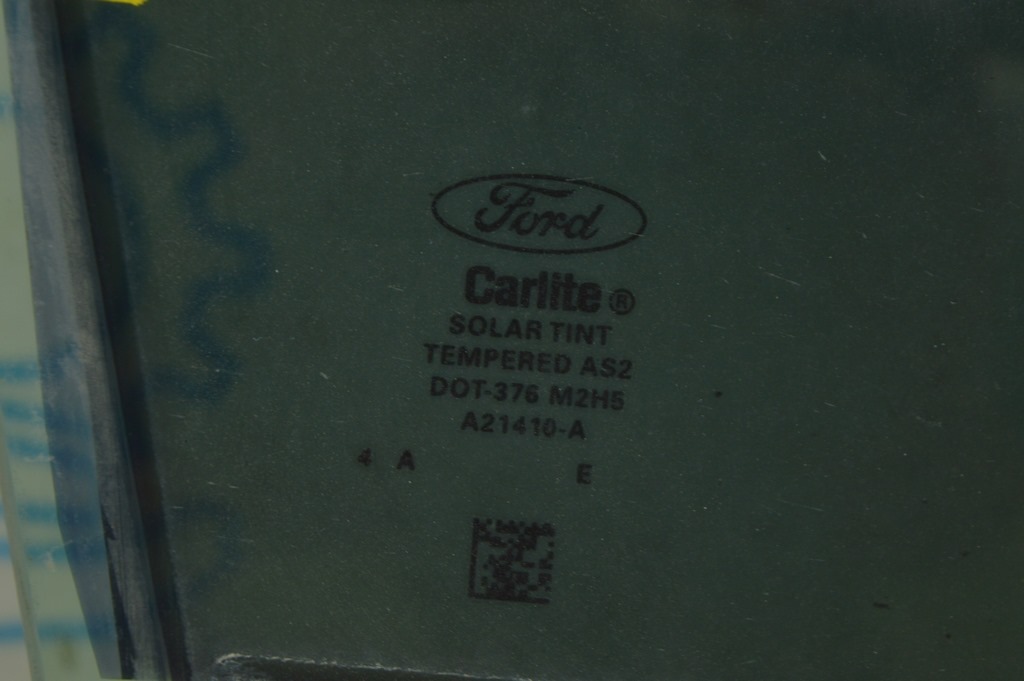 Ford
Carlite®
SOLAR TINT
TEMPERED AS2
DOT-376 M2H5
A21410-A
4 A E